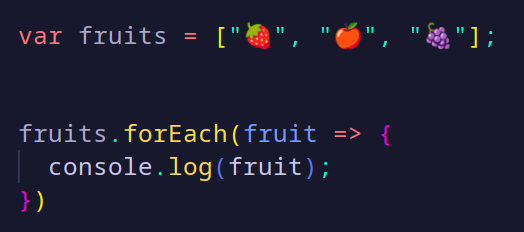 var fruits = ["🍓", "🍎", "🍇"];
fruits.forEach(fruit => {
  console.log(fruit);
})